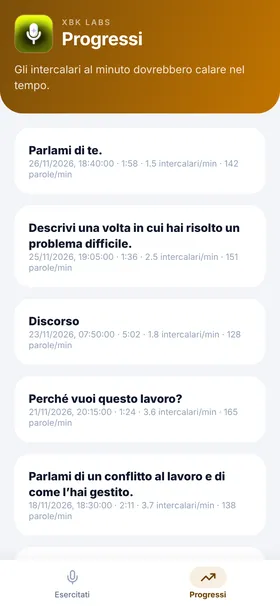 XBK LABS
Progressi
Gli intercalari al minuto dovrebbero calare nel
tempo.
Parlami di te.
26/11/2026, 18:40:00 · 1:58 · 1.5 intercalari/min · 142
parole/min
Descrivi una volta in cui hai risolto un
problema difficile.
25/11/2026, 19:05:00 · 1:36 · 2.5 intercalari/min · 151
parole/min
Discorso
23/11/2026, 07:50:00 · 5:02 · 1.8 intercalari/min · 128
parole/min
Perché vuoi questo lavoro?
21/11/2026, 20:15:00 · 1:24 · 3.6 intercalari/min · 165
parole/min
Parlami di un conflitto al lavoro e di
come l'hai gestito.
18/11/2026, 18:30:00 · 2:11 · 3.7 intercalari/min · 138
parole/min
Esercitati
Progressi